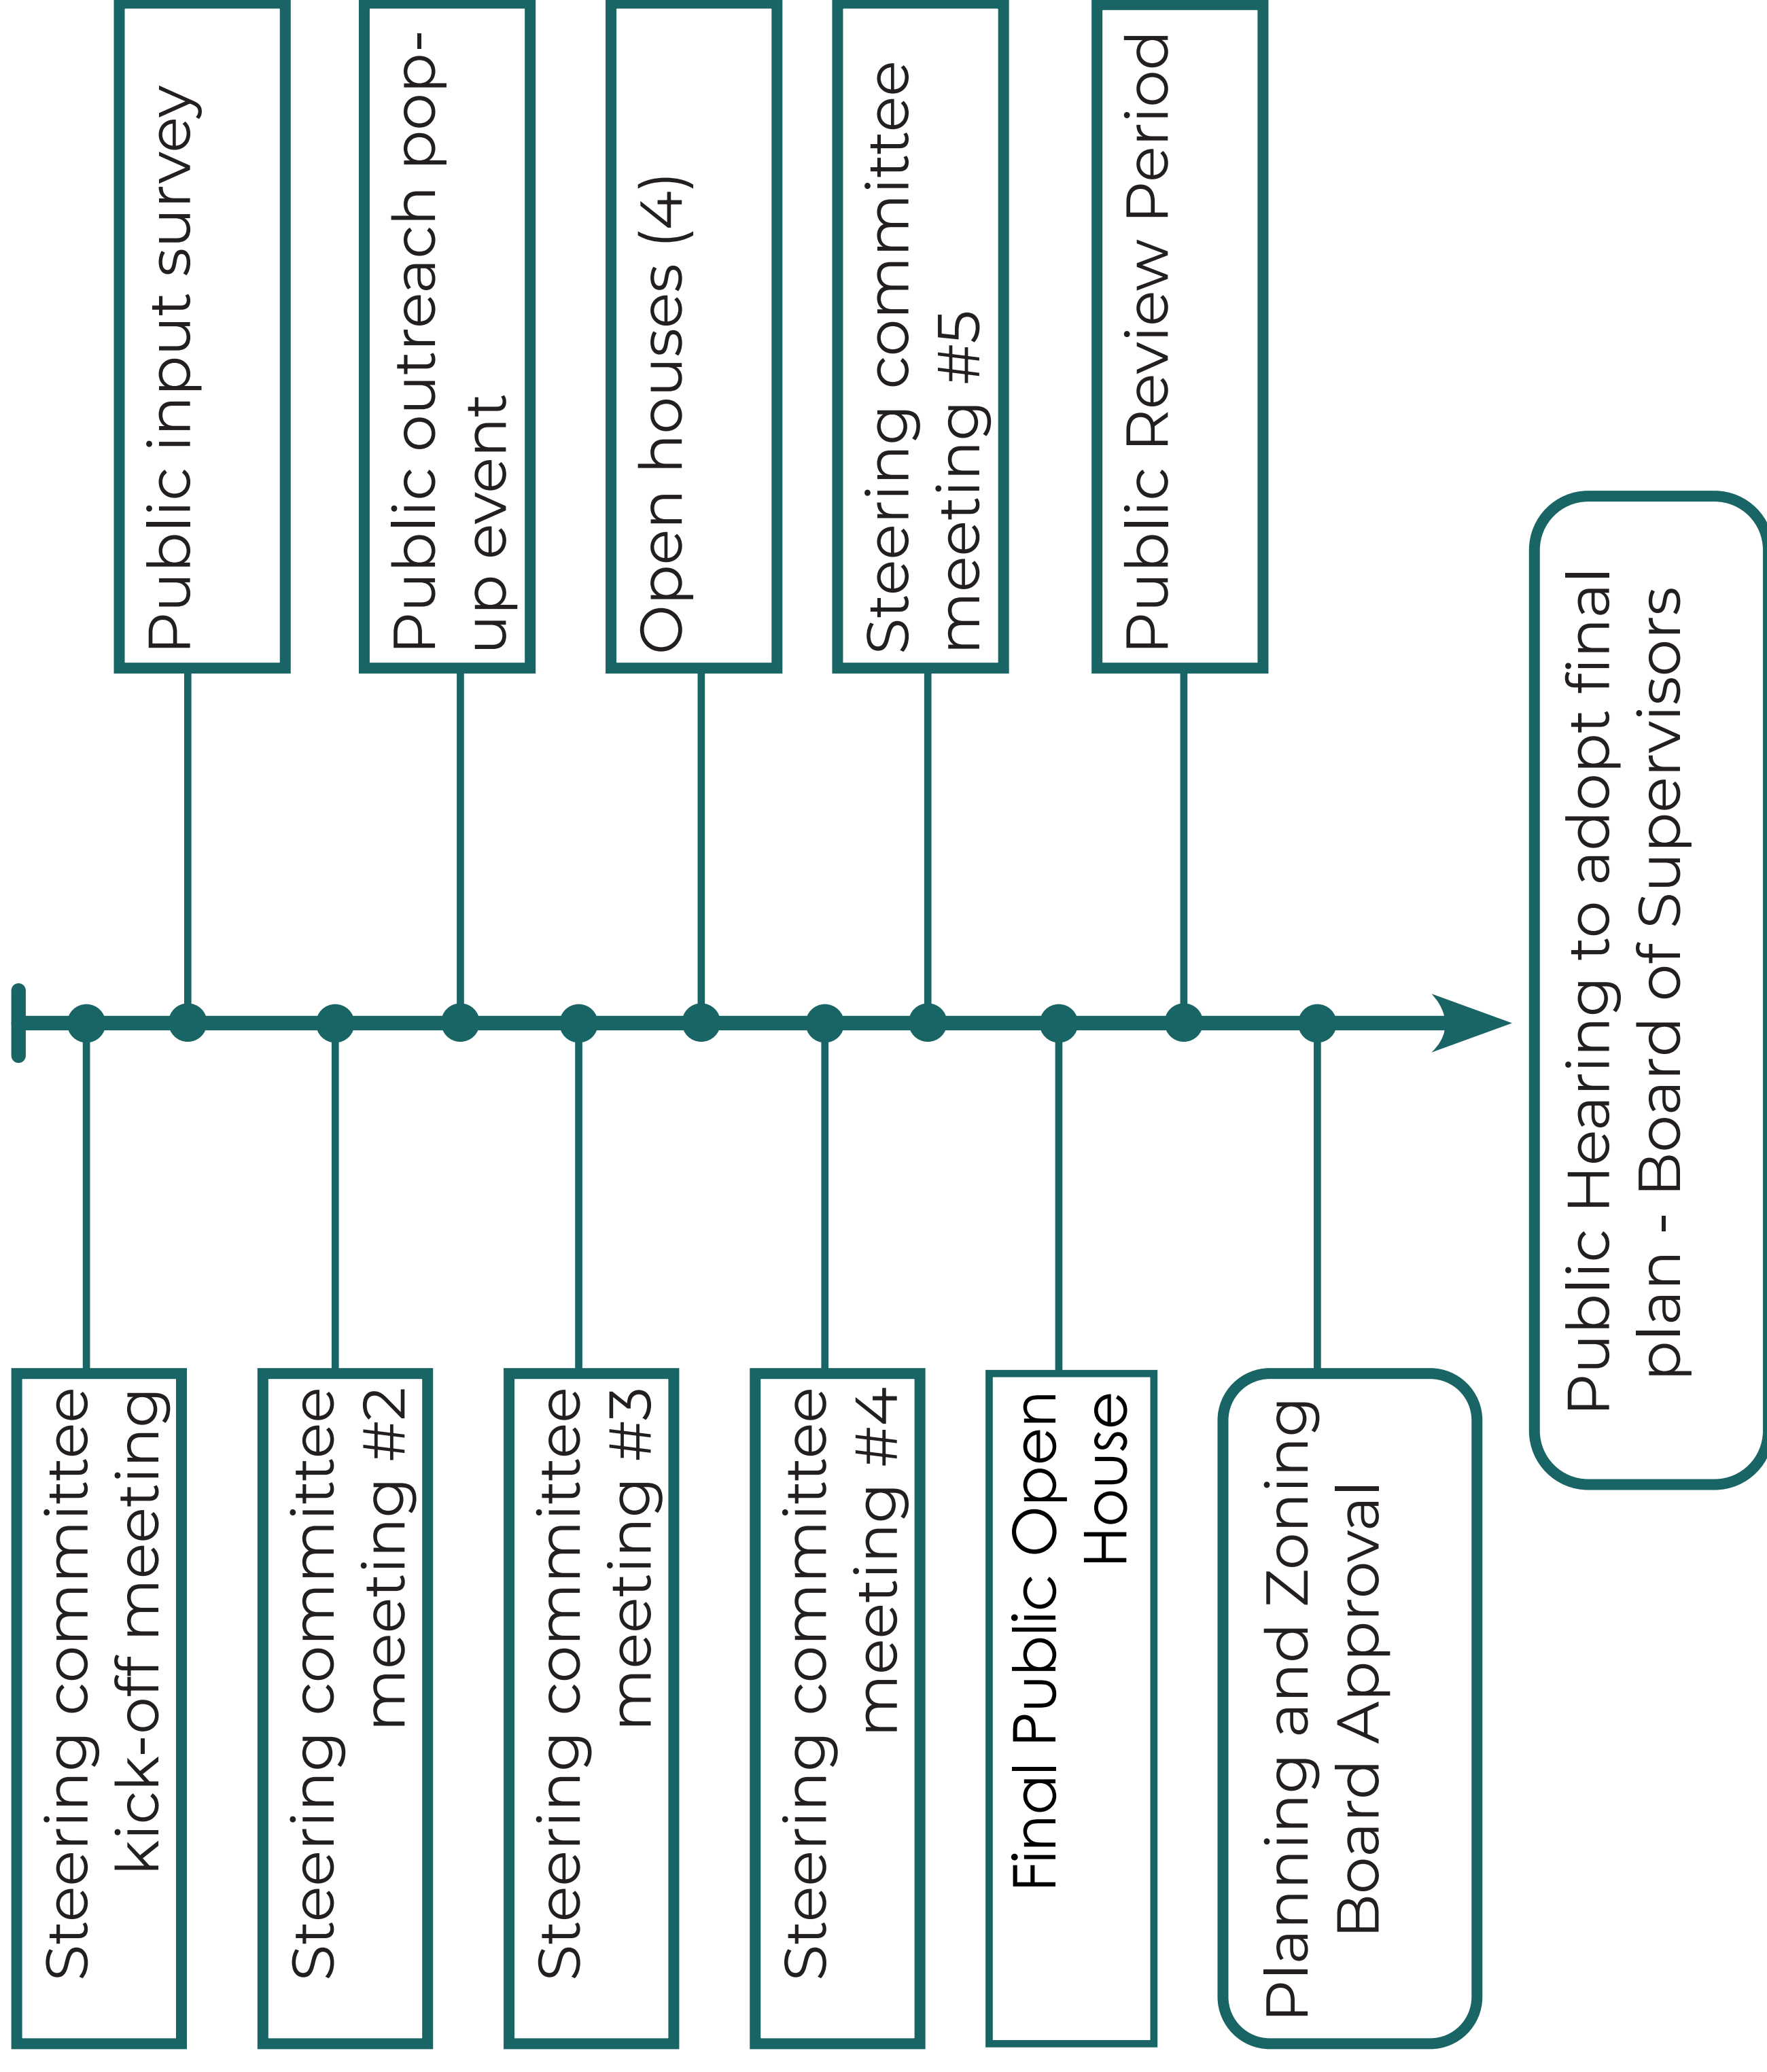 Steering committee
kick-off meeting
Public input survey
Steering committee
meeting #2
Public outreach pop-
up event
Steering committee
meeting #3
Open houses (4)
Steering committee
meeting #4
Steering committee
meeting #5
Final Public Open
House
Public Review Period
Planning and Zoning
Board Approval
Public Hearing to adopt final
plan - Board of Supervisors